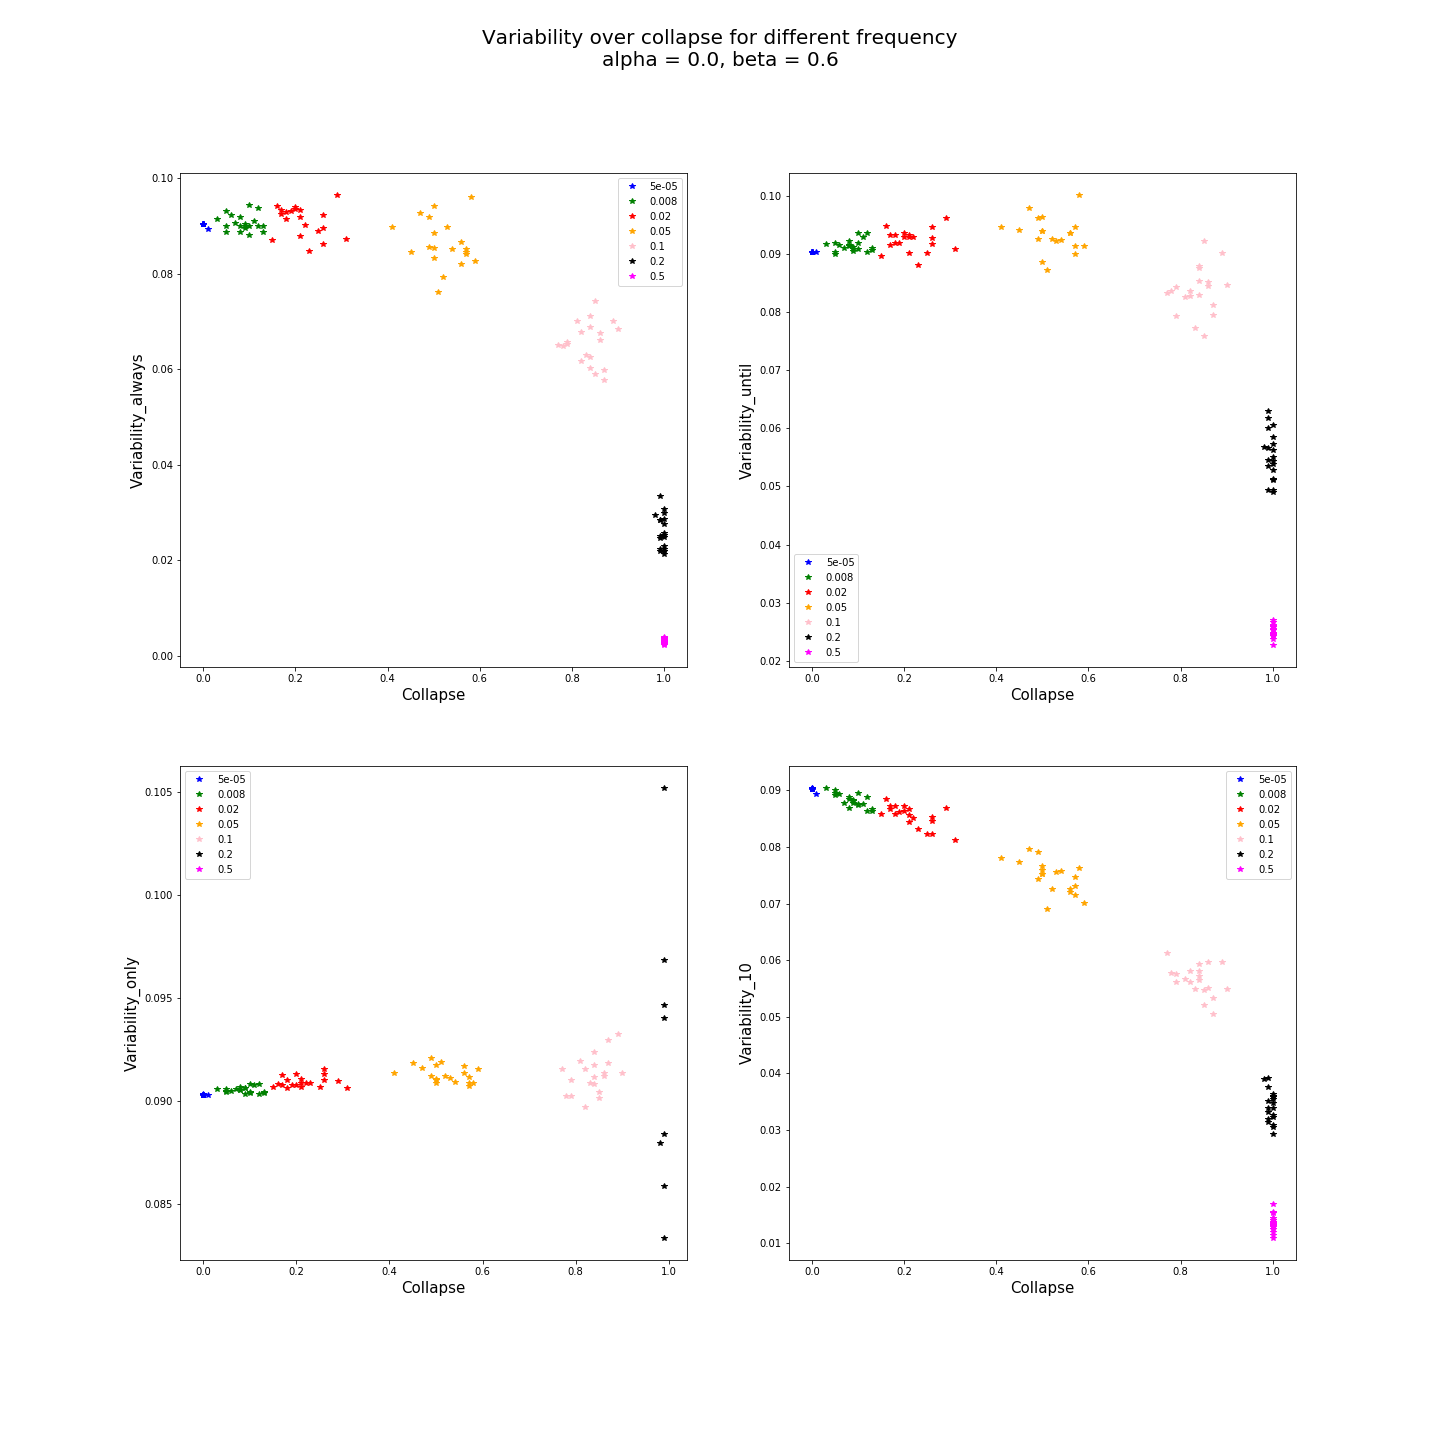 Variability over collapse for different frequency
alpha = 0.0, beta = 0.6
0.10
0.08
0.06
0.04
0.02
0.00
Variability_always
5e-05
0.008
0.02
0.05
0.1
0.2
0.5
0.0 0.2 0.4 0.6 0.8 1.0
Collapse
0.10
0.09
0.08
0.07
0.06
0.05
0.04
0.03
0.02
Variability_until
5e-05
0.008
0.02
0.05
0.1
0.2
0.5
0.0 0.2 0.4 0.6 0.8 1.0
Collapse
0.105
0.100
0.095
0.090
0.085
Variability_only
5e-05
0.008
0.02
0.05
0.1
0.2
0.5
0.0 0.2 0.4 0.6 0.8 1.0
Collapse
0.09
0.08
0.07
0.06
0.05
0.04
0.03
0.02
0.01
Variability_10
5e-05
0.008
0.02
0.05
0.1
0.2
0.5
0.0 0.2 0.4 0.6 0.8 1.0
Collapse